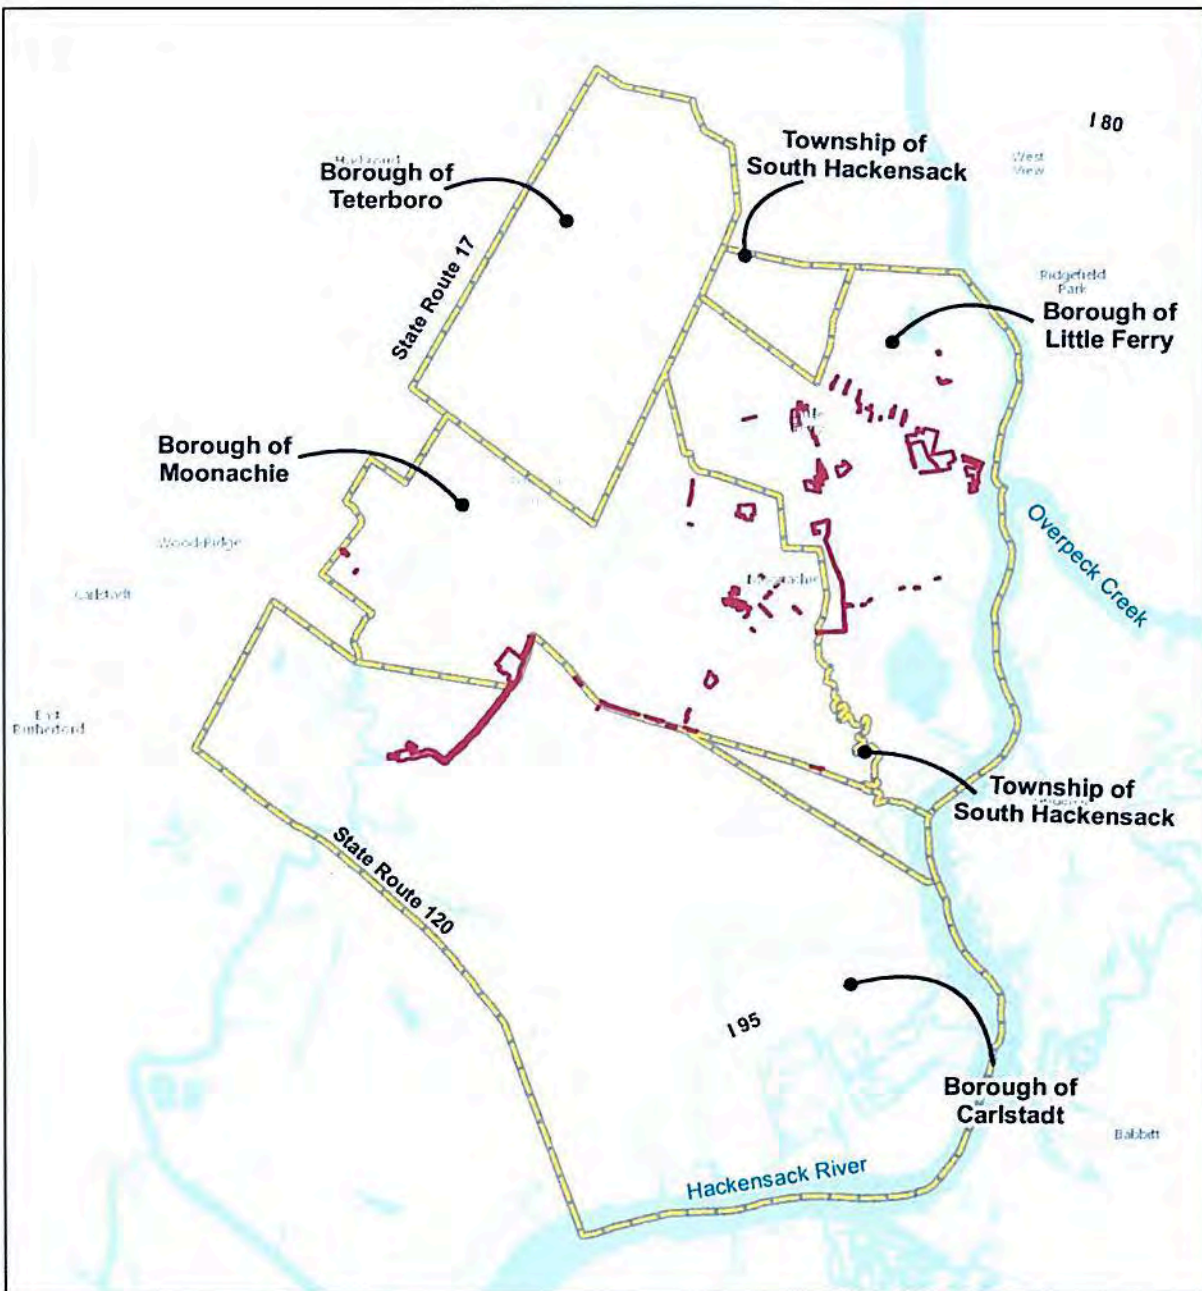 I 80
Township of
South Hackensack
West
View
Borough of
Teterboro
State Route 17
Ridgefield
Park
Borough of
Little Ferry
Borough of
Moonachie
Overpeck Creek
Wood-Ridge
Carlstadt
East
Rutherford
Township of
South Hackensack
State Route 120
I 95
Borough of
Carlstadt
Babbitt
Hackensack River